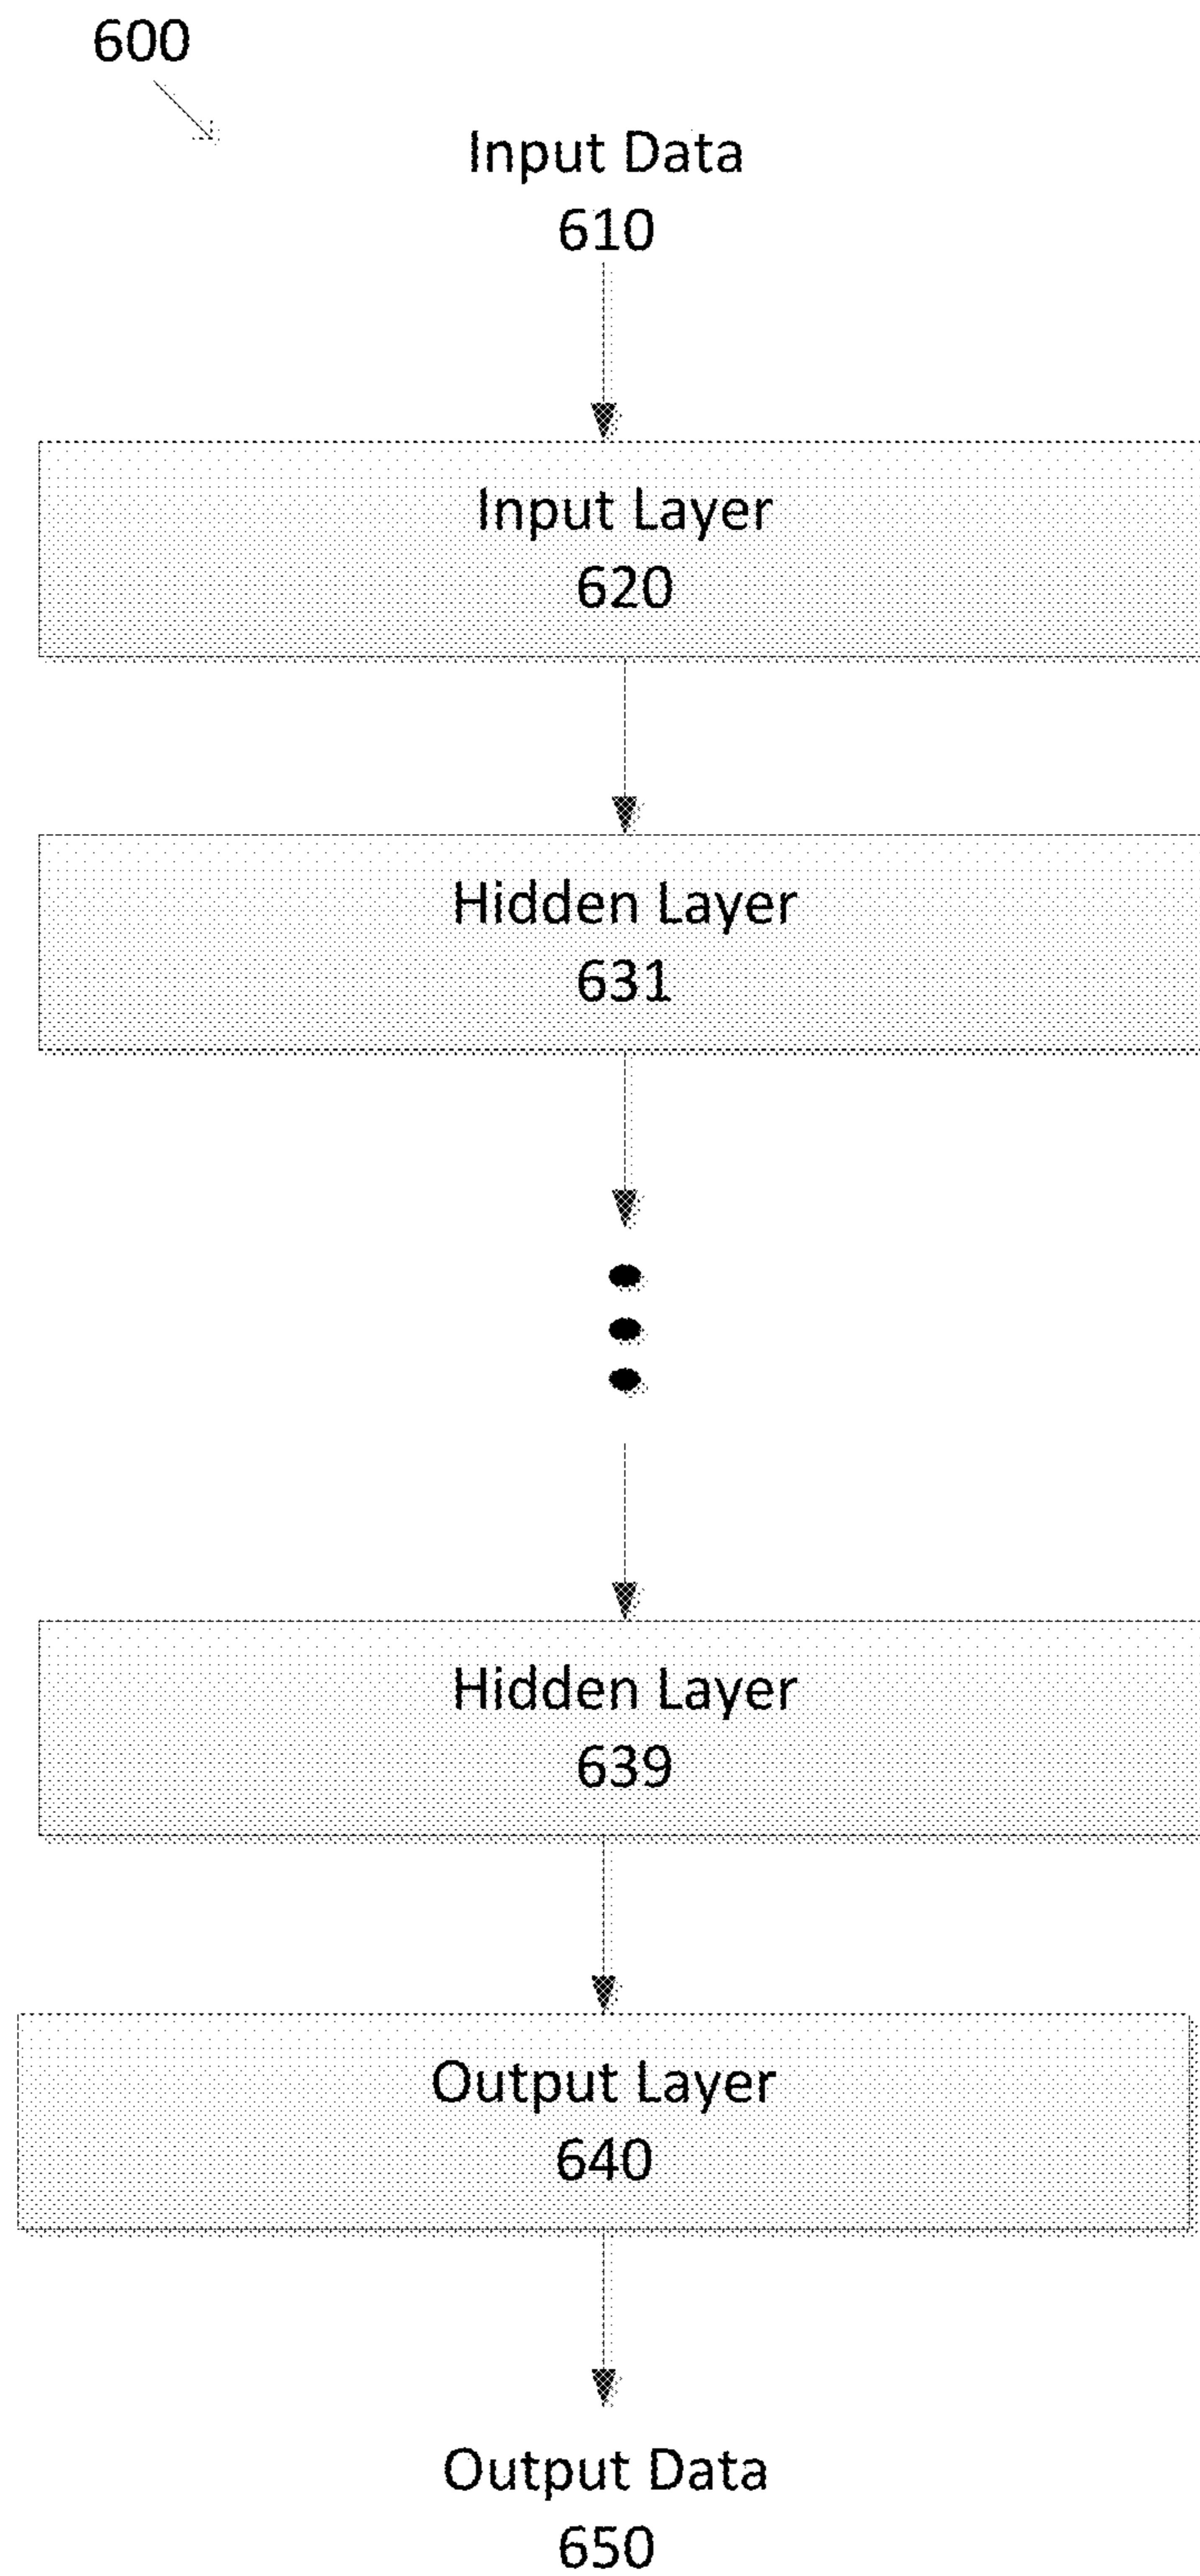 600
Input Data
610
Input Layer
620
Hidden Layer
631
Hidden Layer
639
Output Layer
640
Output Data
650